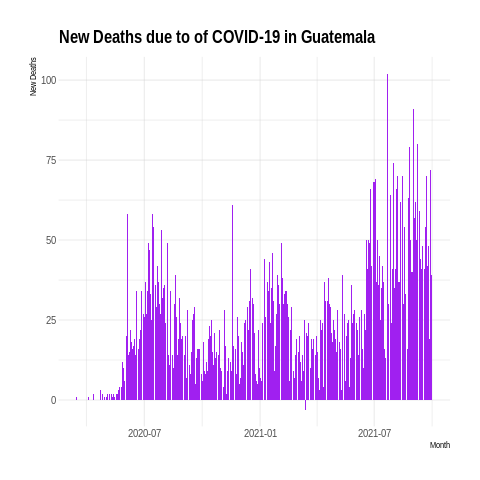 New Deaths due to of COVID-19 in Guatemala
New Deaths
100
75
50
25
0
2020-07
2021-01
2021-07
Month